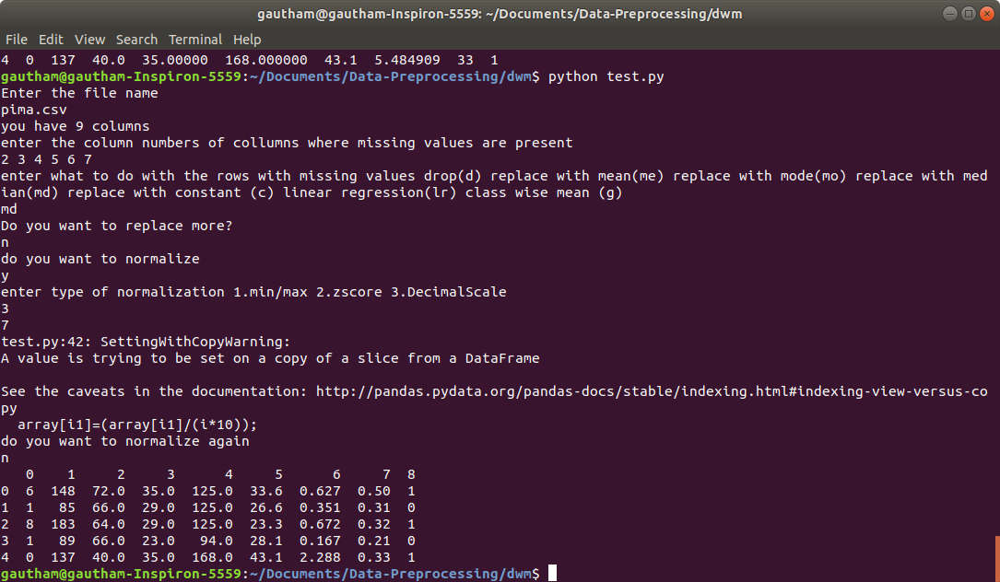 gautham@gautham-Inspiron-5559: ~/Documents/Data-Preprocessing/dwm
File Edit View Search Terminal Help
4  0  137  40.0  35.00000  168.000000  43.1  5.484909  33  1
gautham@gautham-Inspiron-5559:~/Documents/Data-Preprocessing/dwm$ python test.py
Enter the file name
pima.csv
you have 9 columns
enter the column numbers of collumns where missing values are present
2 3 4 5 6 7
enter what to do with the rows with missing values drop(d) replace with mean(me) replace with mode(mo) replace with med
ian(md) replace with constant (c) linear regression(lr) class wise mean (g)
md
Do you want to replace more?
n
do you want to normalize
y
enter type of normalization 1.min/max 2.zscore 3.DecimalScale
3
7
test.py:42: SettingWithCopyWarning:
A value is trying to be set on a copy of a slice from a DataFrame
See the caveats in the documentation: http://pandas.pydata.org/pandas-docs/stable/indexing.html#indexing-view-versus-co
py
  array[i1]=(array[i1]/(i*10));
do you want to normalize again
n
   0    1     2     3      4     5      6     7  8
0  6  148  72.0  35.0  125.0  33.6  0.627  0.50  1
1  1   85  66.0  29.0  125.0  26.6  0.351  0.31  0
2  8  183  64.0  29.0  125.0  23.3  0.672  0.32  1
3  1   89  66.0  23.0   94.0  28.1  0.167  0.21  0
4  0  137  40.0  35.0  168.0  43.1  2.288  0.33  1
gautham@gautham-Inspiron-5559:~/Documents/Data-Preprocessing/dwm$